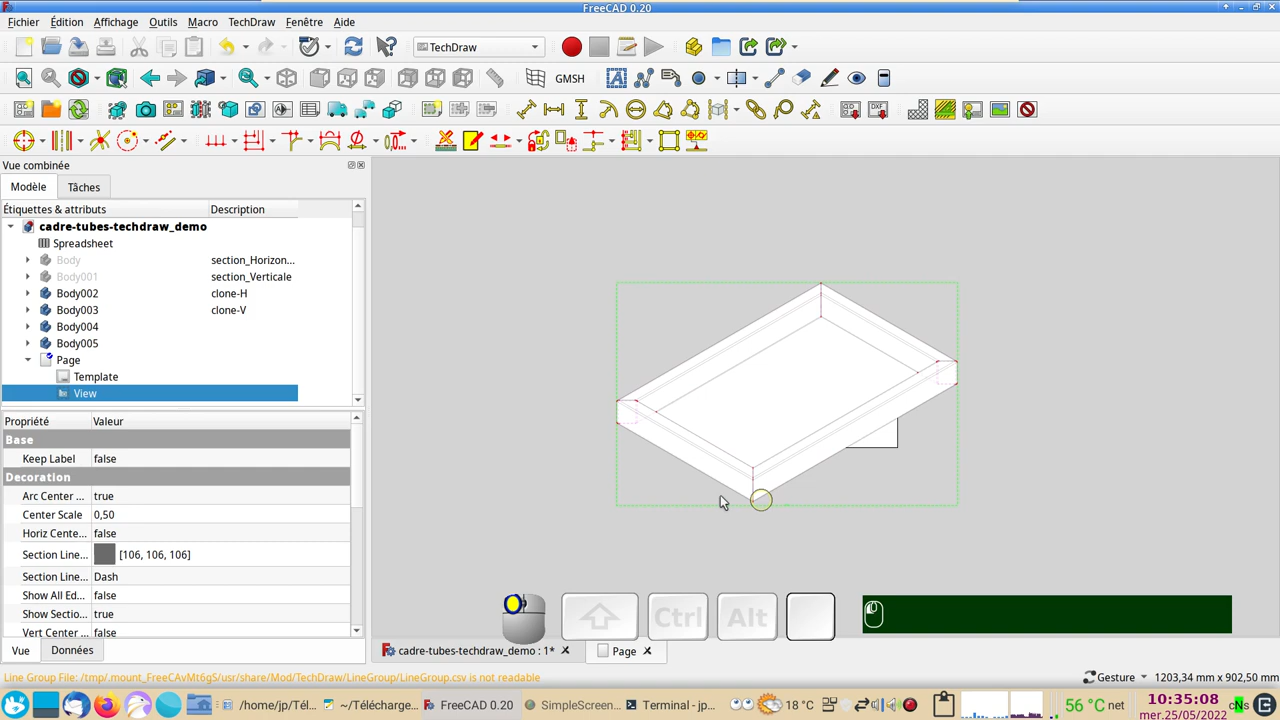 FreeCAD 0.20
Fichier Édition Affichage Outils Macro TechDraw Fenêtre Aide
TechDraw
GMSH
Vue combinée
Modèle Tâches
Étiquettes & attributs Description
cadre-tubes-techdraw_demo
Spreadsheet
Body section_Horizon...
Body001 section_Verticale
Body002 clone-H
Body003 clone-V
Body004
Body005
Page
Template
View
Propriété Valeur
Base
Keep Label false
Decoration
Arc Center ... true
Center Scale 0,50
Horiz Cente... false
Section Line... [106, 106, 106]
Section Line... Dash
Show All Ed... false
Show Sectio... true
Vert Center ... false
Ctrl Alt
Vue Données
cadre-tubes-techdraw_demo : 1* Page
Line Group File: /tmp/.mount_FreeCAvMt6gS/usr/share/Mod/TechDraw/LineGroup/LineGroup.csv is not readable
Gesture 1203,34 mm x 902,50 mm
/home/jp/Tél... ~/Télécharge... FreeCAD 0.20 SimpleScreen... Terminal - jp... 18 °C 56 °C 10:35:08
mer.25/05/2022